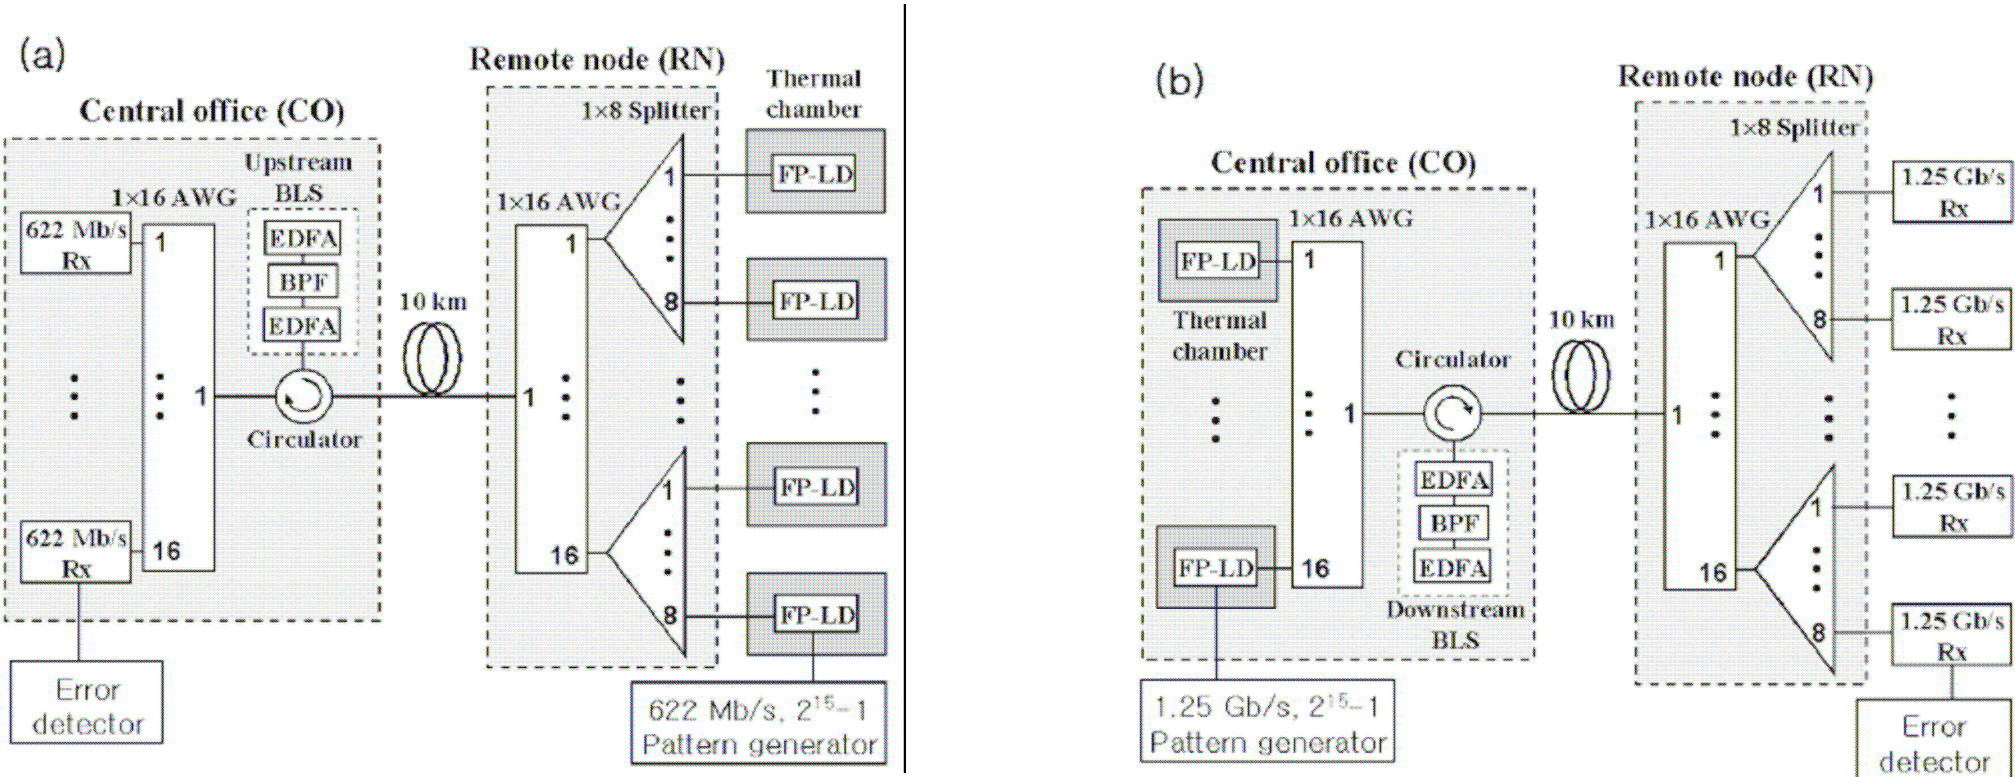 (a)
Remote node (RN)
Thermal
chamber
Central office (CO)
1×8 Splitter
Upstream
BLS
1×16 AWG
622 Mb/s
Rx
1
EDFA
BPF
EDFA
1
Circulator
10 km
1×16 AWG
1
1
16
1
8
1
8
FP-LD
FP-LD
FP-LD
FP-LD
622 Mb/s
Rx
16
Error
detector
622 Mb/s, 2¹⁵-1
Pattern generator
(b)
Remote node (RN)
1×8 Splitter
Central office (CO)
1×16 AWG
FP-LD
1
Thermal
chamber
Circulator
1
10 km
1×16 AWG
1
1
16
1
8
1
8
1.25 Gb/s
Rx
1.25 Gb/s
Rx
1.25 Gb/s
Rx
1.25 Gb/s
Rx
EDFA
BPF
EDFA
Downstream
BLS
FP-LD
16
1.25 Gb/s, 2¹⁵-1
Pattern generator
Error
detector